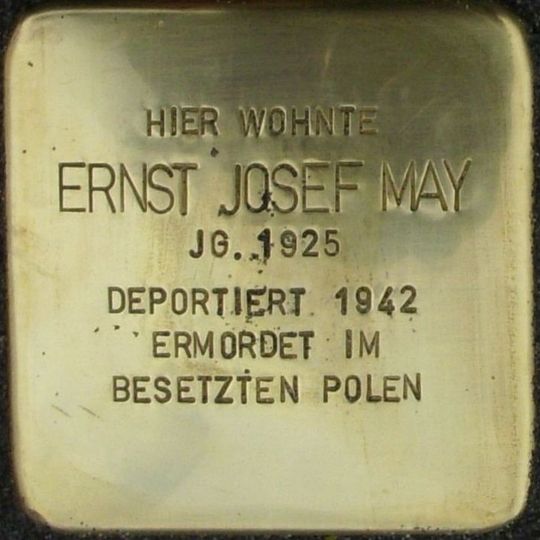 HIER WOHNTE
ERNST JOSEF MAY
JG. 1925
DEPORTIERT 1942
ERMORDET IM
BESETZTEN POLEN